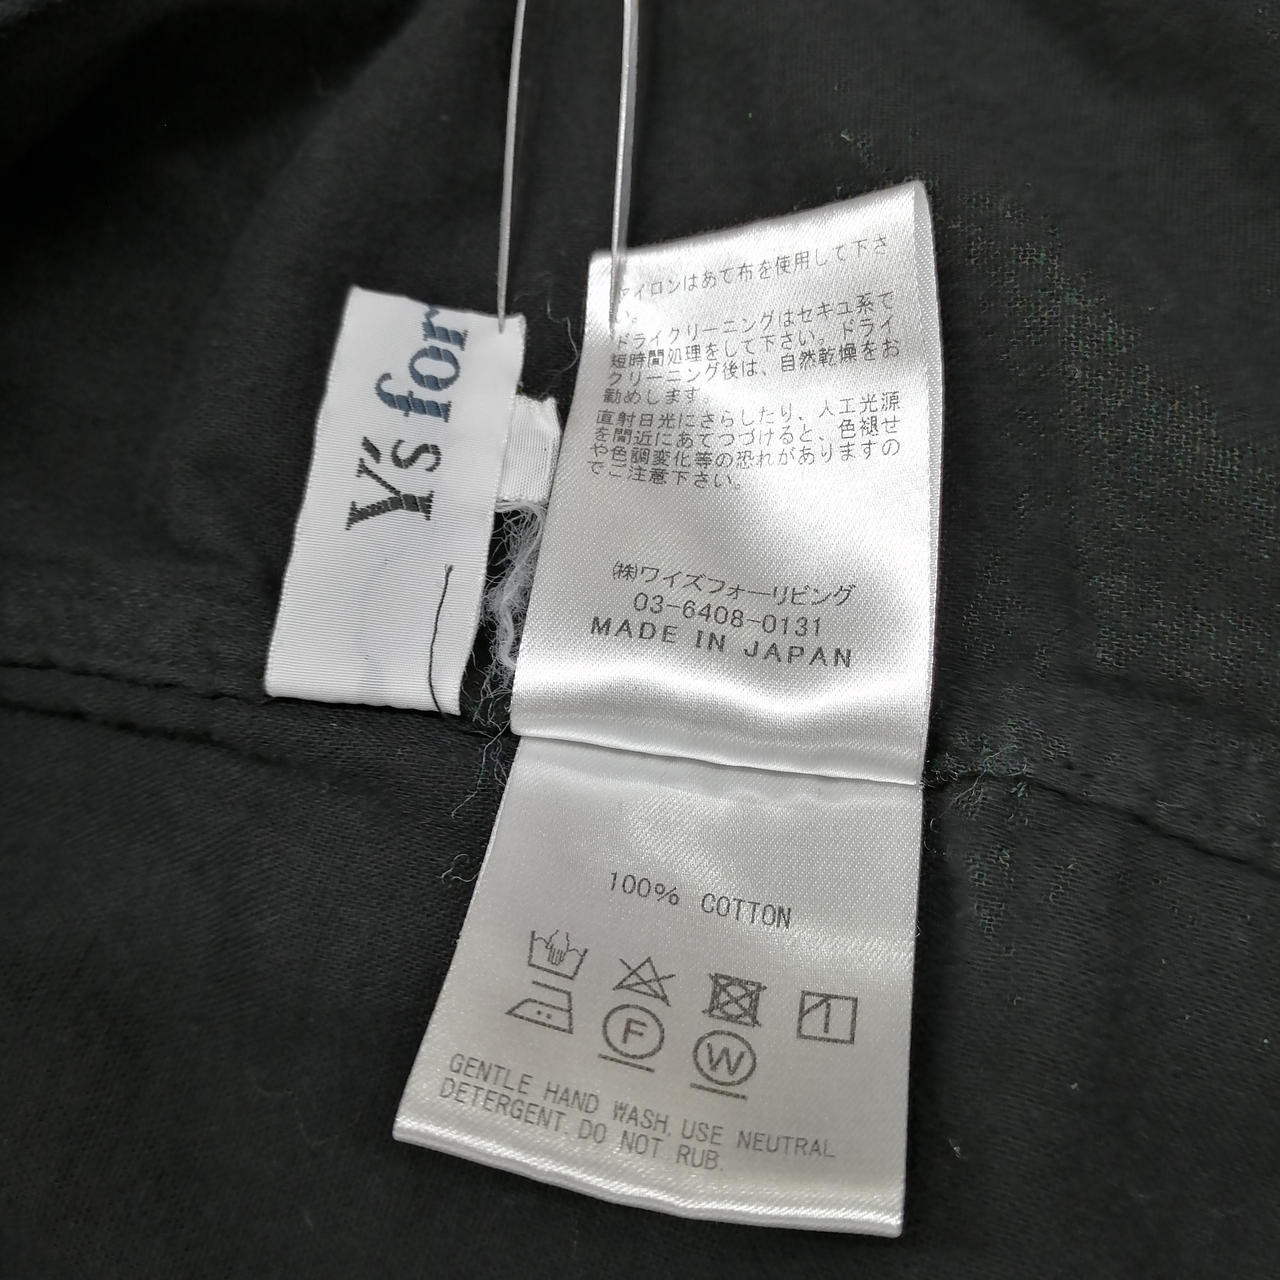 Y's for
アイロンはあて布を使用して下さ
い。
ドライクリーニングはセキユ系で
短時間処理をして下さい。ドライ
クリーニング後は、自然乾燥をお
勧めします。
直射日光にさらしたり、人工光源
を間近にあてつづけると、色褪せ
や色調変化等の恐れがありますの
でご注意下さい。
㈱ワイズフォーリビング
03-6408-0131
MADE IN JAPAN
100% COTTON
F
W
GENTLE HAND WASH, USE NEUTRAL
DETERGENT. DO NOT RUB.